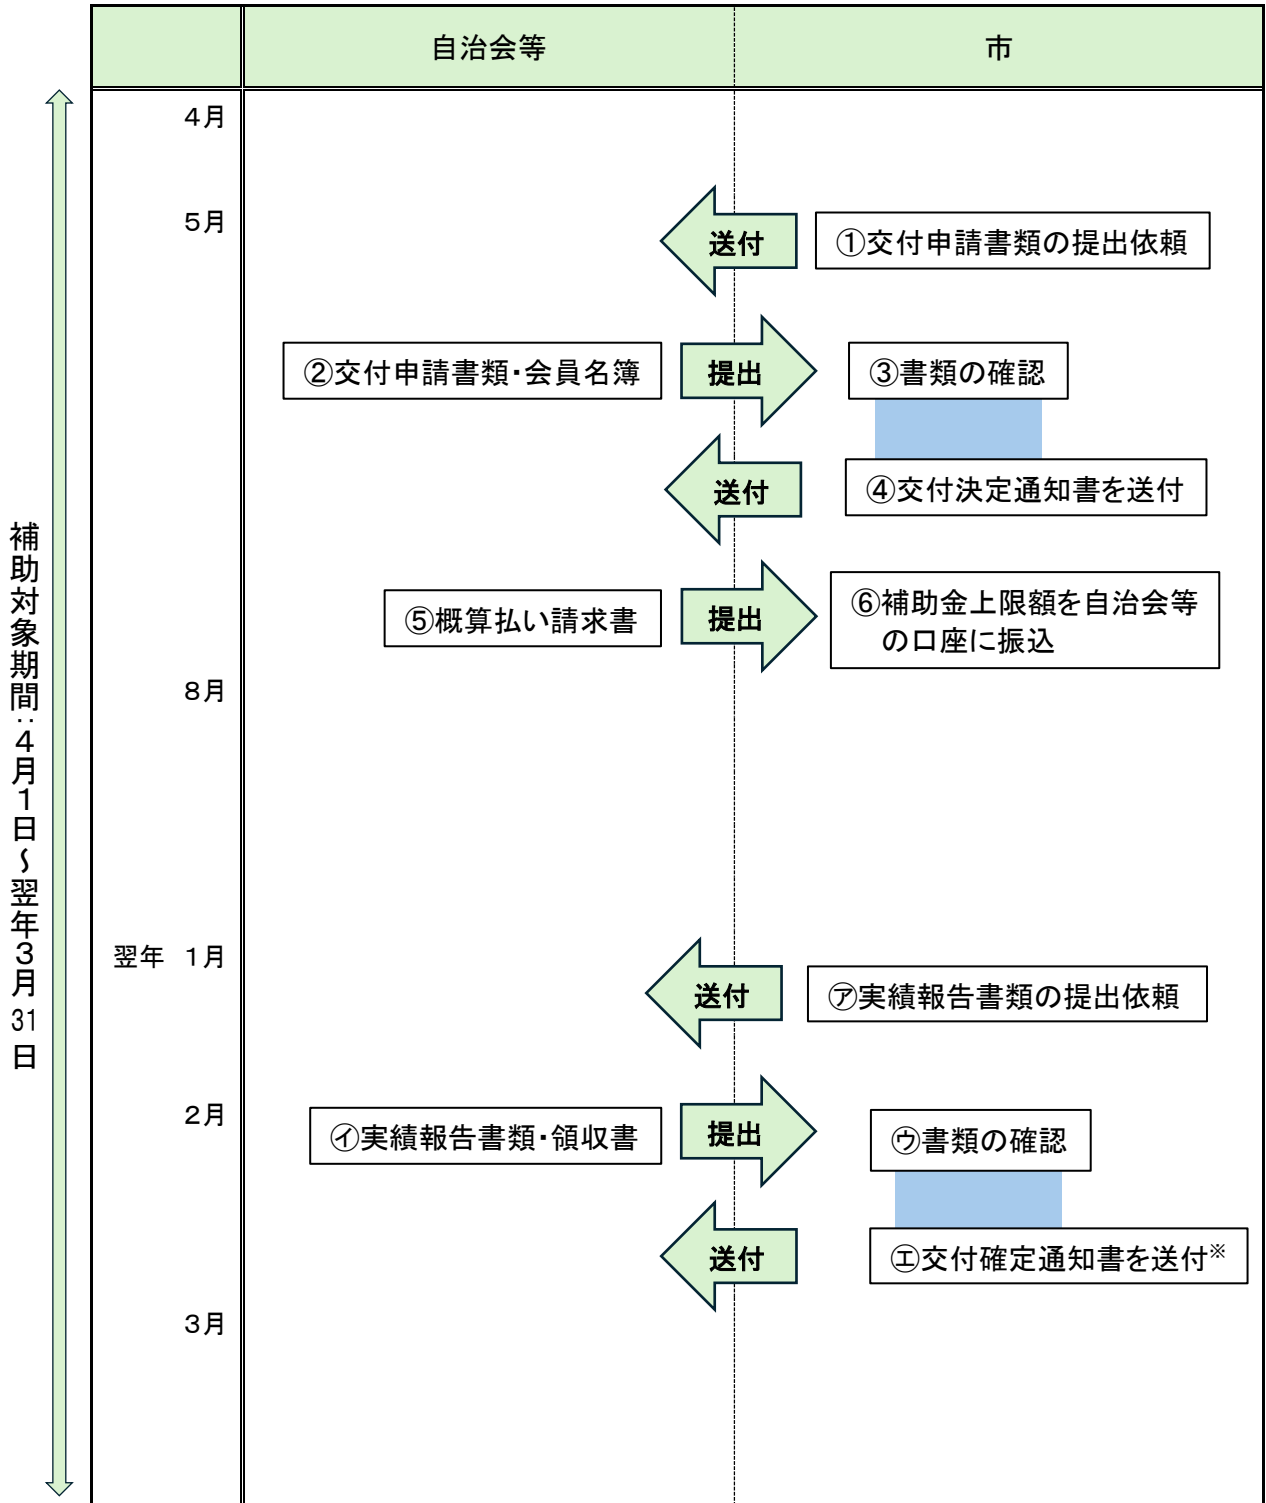 自治会等
市
4月
5月
送付
①交付申請書類の提出依頼
②交付申請書類・会員名簿
提出
③書類の確認
送付
④交付決定通知書を送付
⑤概算払い請求書
提出
⑥補助金上限額を自治会等
の口座に振込
8月
補助対象期間：４月１日～翌年３月31日
翌年 1月
送付
㋐実績報告書類の提出依頼
2月
㋑実績報告書類・領収書
提出
㋒書類の確認
送付
㋓交付確定通知書を送付※
3月